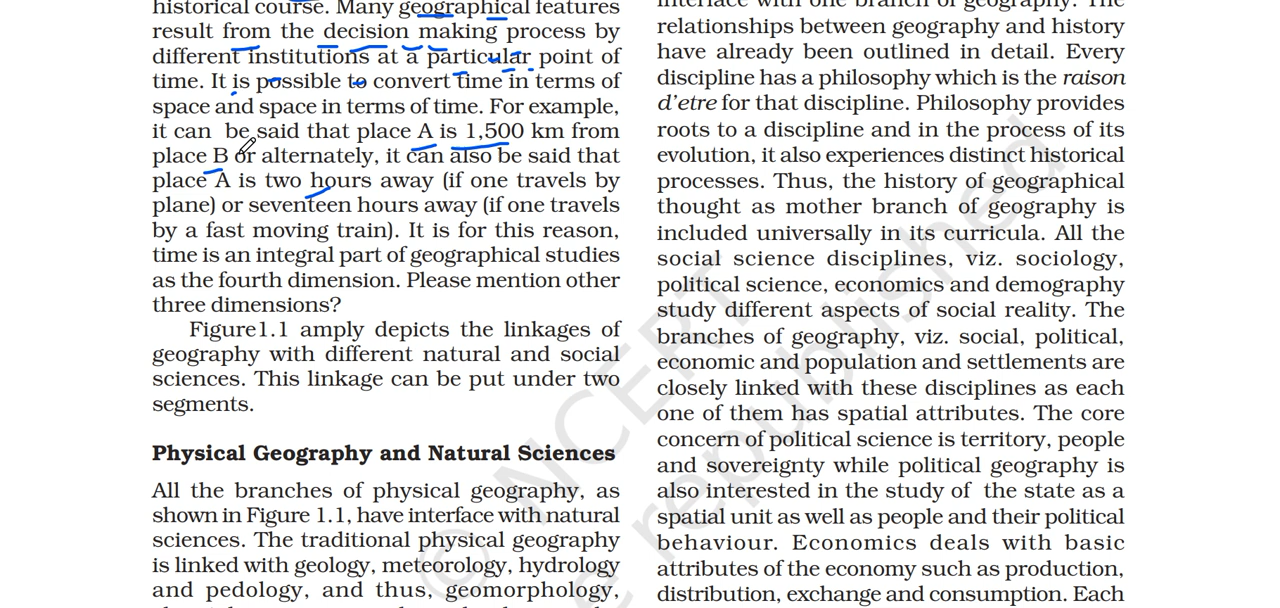 historical course. Many geographical features
result from the decision making process by
different institutions at a particular point of
time. It is possible to convert time in terms of
space and space in terms of time. For example,
it can be said that place A is 1,500 km from
place B or alternately, it can also be said that
place A is two hours away (if one travels by
plane) or seventeen hours away (if one travels
by a fast moving train). It is for this reason,
time is an integral part of geographical studies
as the fourth dimension. Please mention other
three dimensions?
Figure1.1 amply depicts the linkages of
geography with different natural and social
sciences. This linkage can be put under two
segments.
Physical Geography and Natural Sciences
All the branches of physical geography, as
shown in Figure 1.1, have interface with natural
sciences. The traditional physical geography
is linked with geology, meteorology, hydrology
and pedology, and thus, geomorphology,
interface with one branch of geography. The
relationships between geography and history
have already been outlined in detail. Every
discipline has a philosophy which is the raison
d'etre for that discipline. Philosophy provides
roots to a discipline and in the process of its
evolution, it also experiences distinct historical
processes. Thus, the history of geographical
thought as mother branch of geography is
included universally in its curricula. All the
social science disciplines, viz. sociology,
political science, economics and demography
study different aspects of social reality. The
branches of geography, viz. social, political,
economic and population and settlements are
closely linked with these disciplines as each
one of them has spatial attributes. The core
concern of political science is territory, people
and sovereignty while political geography is
also interested in the study of the state as a
spatial unit as well as people and their political
behaviour. Economics deals with basic
attributes of the economy such as production,
distribution, exchange and consumption. Each
© NCERT
republished